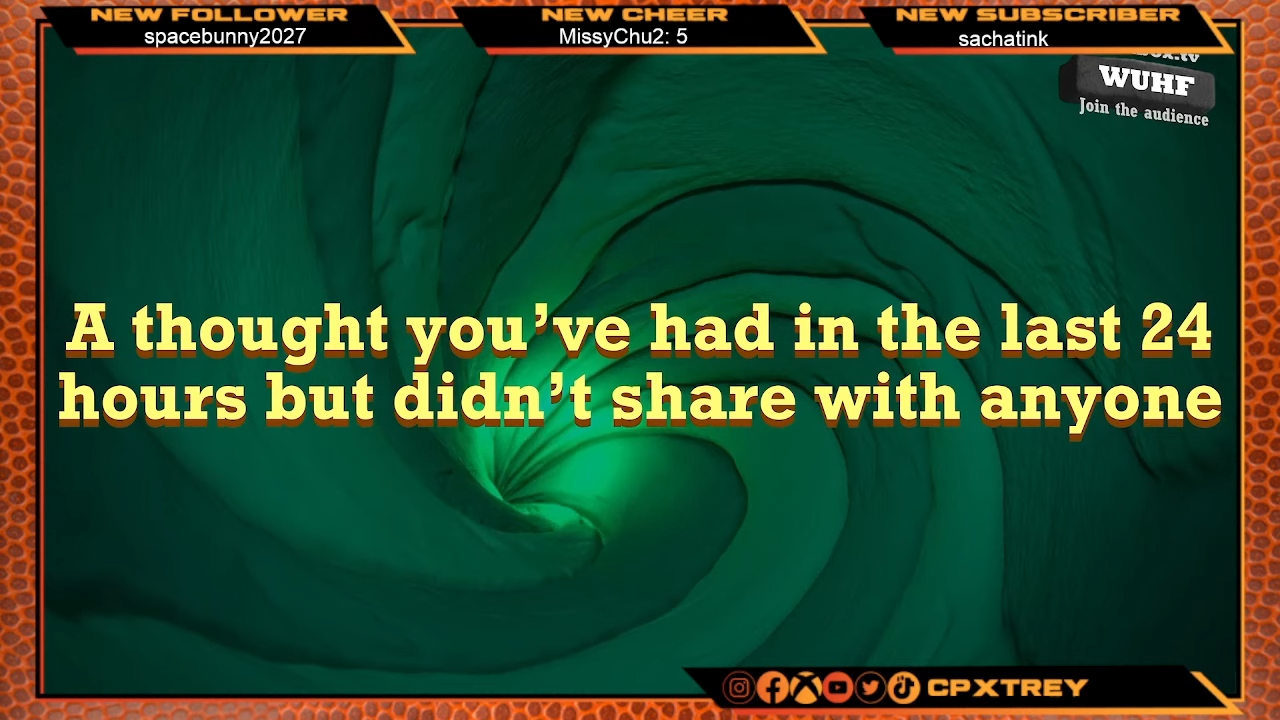 NEW FOLLOWER
spacebunny2027
NEW CHEER
MissyChu2: 5
NEW SUBSCRIBER
sachatink
WUHF
Join the audience
A thought you’ve had in the last 24
hours but didn’t share with anyone
CPXTREY